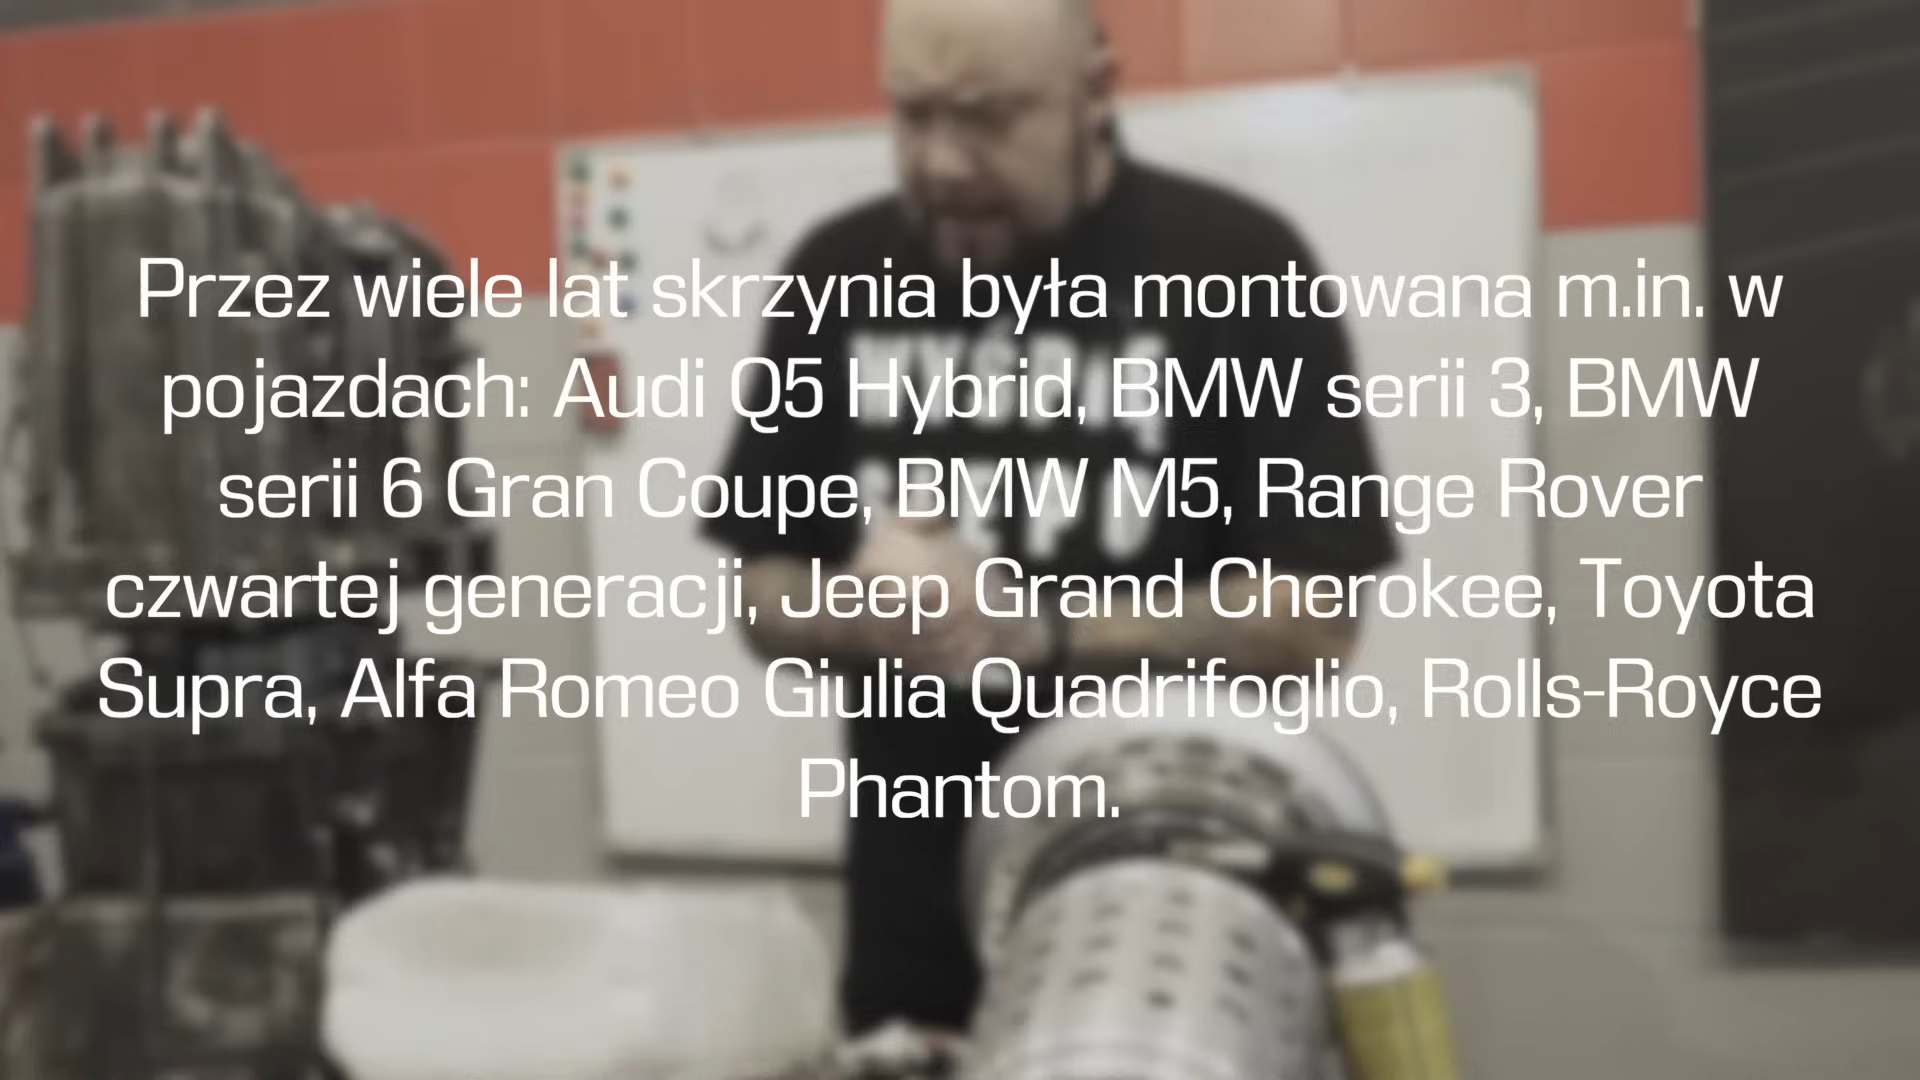 Przez wiele lat skrzynia była montowana m.in. w
pojazdach: Audi Q5 Hybrid, BMW serii 3, BMW
serii 6 Gran Coupe, BMW M5, Range Rover
czwartej generacji, Jeep Grand Cherokee, Toyota
Supra, Alfa Romeo Giulia Quadrifoglio, Rolls-Royce
Phantom.